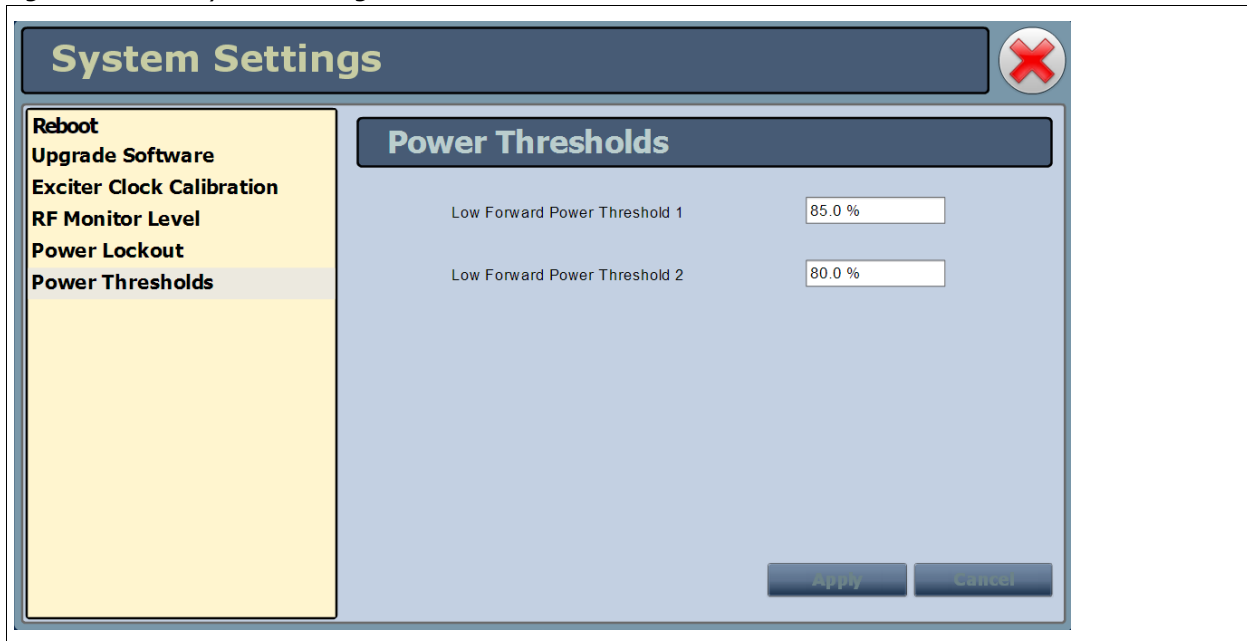 System Settings
Reboot
Upgrade Software
Exciter Clock Calibration
RF Monitor Level
Power Lockout
Power Thresholds
Power Thresholds
Low Forward Power Threshold 1 85.0 %
Low Forward Power Threshold 2 80.0 %
Apply Cancel